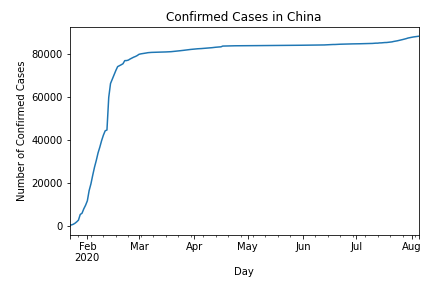 Confirmed Cases in China
Number of Confirmed Cases
80000
60000
40000
20000
0
Feb
2020
Mar
Apr
May
Jun
Jul
Aug
Day